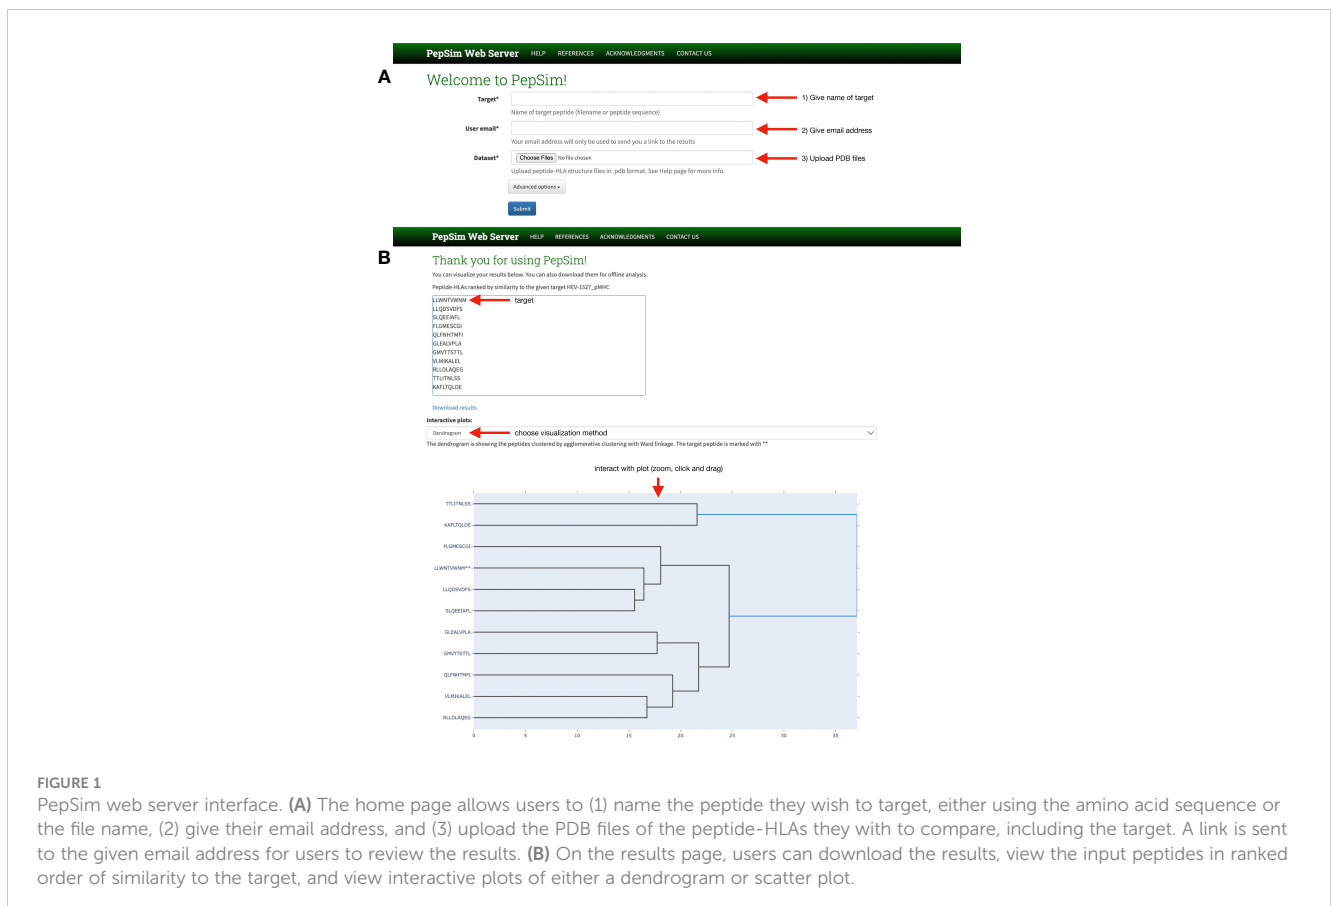 PepSim Web Server HELP REFERENCES ACKNOWLEDGMENTS CONTACT US
A
Welcome to PepSim!
Target*
1) Give name of target
Name of target peptide (filename or peptide sequence)
User email*
2) Give email address
Your email address will only be used to send you a link to the results
Dataset* Choose Files No file chosen
3) Upload PDB files
Upload peptide-HLA structure files in .pdb format. See Help page for more info.
Advanced options
Submit
PepSim Web Server HELP REFERENCES ACKNOWLEDGMENTS CONTACT US
B
Thank you for using PepSim!
You can visualize your results below. You can also download them for offline analysis.
Peptide-HLAs ranked by similarity to the given target HEV-1527_pMHC
LLWNTVWNM target
LLQDSVDFS
SLQEEIAFL
FLGMESCGI
QLFNHTMFI
GLEALVPLA
GMVTTSTTL
VLMIKALEL
RLLDLAQEG
TTLITNLSS
KAFLTQLDE
Download results
Interactive plots:
Dendrogram choose visualization method
The dendrogram is showing the peptides clustered by agglomerative clustering with Ward linkage. The target peptide is marked with **
interact with plot (zoom, click and drag)
TTLITNLSS
KAFLTQLDE
FLGMESCGI
LLWNTVWNM**
LLQDSVDFS
SLQEEIAFL
GLEALVPLA
GMVTTSTTL
QLFNHTMFI
VLMIKALEL
RLLDLAQEG
0 5 10 15 20 25 30 35
FIGURE 1
PepSim web server interface. (A) The home page allows users to (1) name the peptide they wish to target, either using the amino acid sequence or
the file name, (2) give their email address, and (3) upload the PDB files of the peptide-HLAs they with to compare, including the target. A link is sent
to the given email address for users to review the results. (B) On the results page, users can download the results, view the input peptides in ranked
order of similarity to the target, and view interactive plots of either a dendrogram or scatter plot.